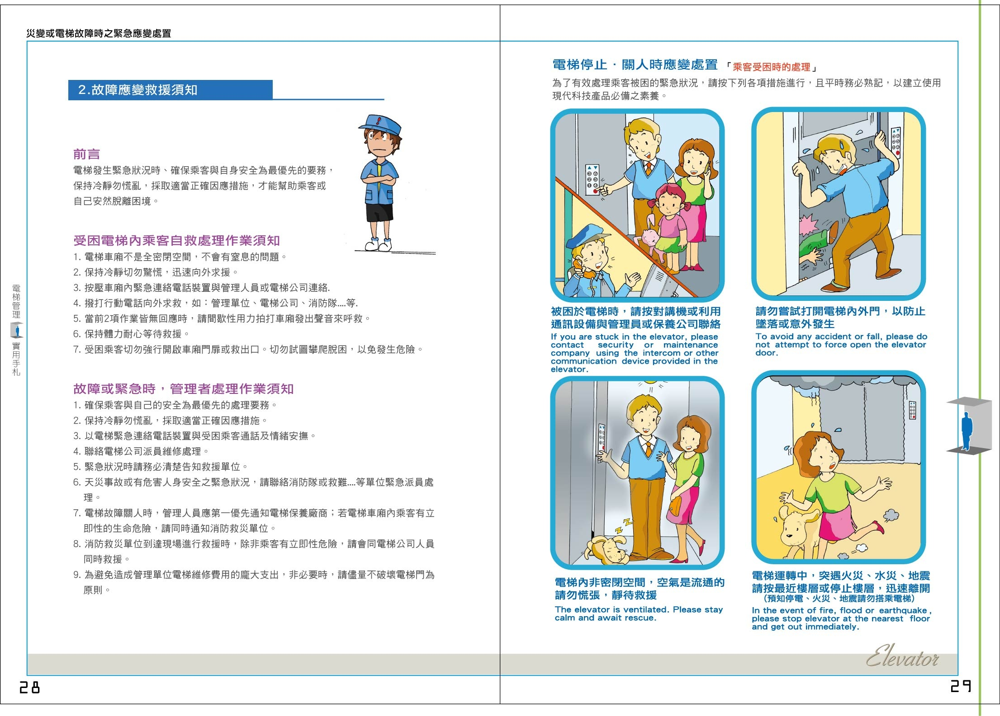 災變或電梯故障時之緊急應變處置
2.故障應變救援須知
前言
電梯發生緊急狀況時、確保乘客與自身安全為最優先的要務，
保持冷靜勿慌亂，採取適當正確因應措施，才能幫助乘客或
自己安然脫離困境。
受困電梯內乘客自救處理作業須知
1. 電梯車廂不是全密閉空間，不會有窒息的問題。
2. 保持冷靜切勿驚慌，迅速向外求援。
3. 按壓車廂內緊急連絡電話裝置與管理人員或電梯公司連絡.
4. 撥打行動電話向外求救，如：管理單位、電梯公司、消防隊....等.
5. 當前2項作業皆無回應時，請間歇性用力拍打車廂發出聲音來呼救。
6. 保持體力耐心等待救援。
7. 受困乘客切勿強行開啟車廂門扉或救出口。切勿試圖攀爬脫困，以免發生危險。
故障或緊急時，管理者處理作業須知
1. 確保乘客與自己的安全為最優先的處理要務。
2. 保持冷靜勿慌亂，採取適當正確因應措施。
3. 以電梯緊急連絡電話裝置與受困乘客通話及情緒安撫。
4. 聯絡電梯公司派員維修處理。
5. 緊急狀況時請務必清楚告知救援單位。
6. 天災事故或有危害人身安全之緊急狀況，請聯絡消防隊或救難....等單位緊急派員處
理。
7. 電梯故障關人時，管理人員應第一優先通知電梯保養廠商；若電梯車廂內乘客有立
即性的生命危險，請同時通知消防救災單位。
8. 消防救災單位到達現場進行救援時，除非乘客有立即性危險，請會同電梯公司人員
同時救援。
9. 為避免造成管理單位電梯維修費用的龐大支出，非必要時，請儘量不破壞電梯門為
原則。
電梯管理
實用手札
28
電梯停止．關人時應變處置 「乘客受困時的處理」
為了有效處理乘客被困的緊急狀況，請按下列各項措施進行，且平時務必熟記，以建立使用
現代科技產品必備之素養。
被困於電梯時，請按對講機或利用
通訊設備與管理員或保養公司聯絡
If you are stuck in the elevator, please
contact security or maintenance
company using the intercom or other
communication device provided in the
elevator.
請勿嘗試打開電梯內外門，以防止
墜落或意外發生
To avoid any accident or fall, please do
not attempt to force open the elevator
door.
電梯內非密閉空間，空氣是流通的
請勿慌張，靜待救援
The elevator is ventilated. Please stay
calm and await rescue.
電梯運轉中，突遇火災、水災、地震
請按最近樓層或停止樓層，迅速離開
（預知停電、火災、地震請勿搭乘電梯）
In the event of fire, flood or earthquake,
please stop elevator at the nearest floor
and get out immediately.
Elevator
29